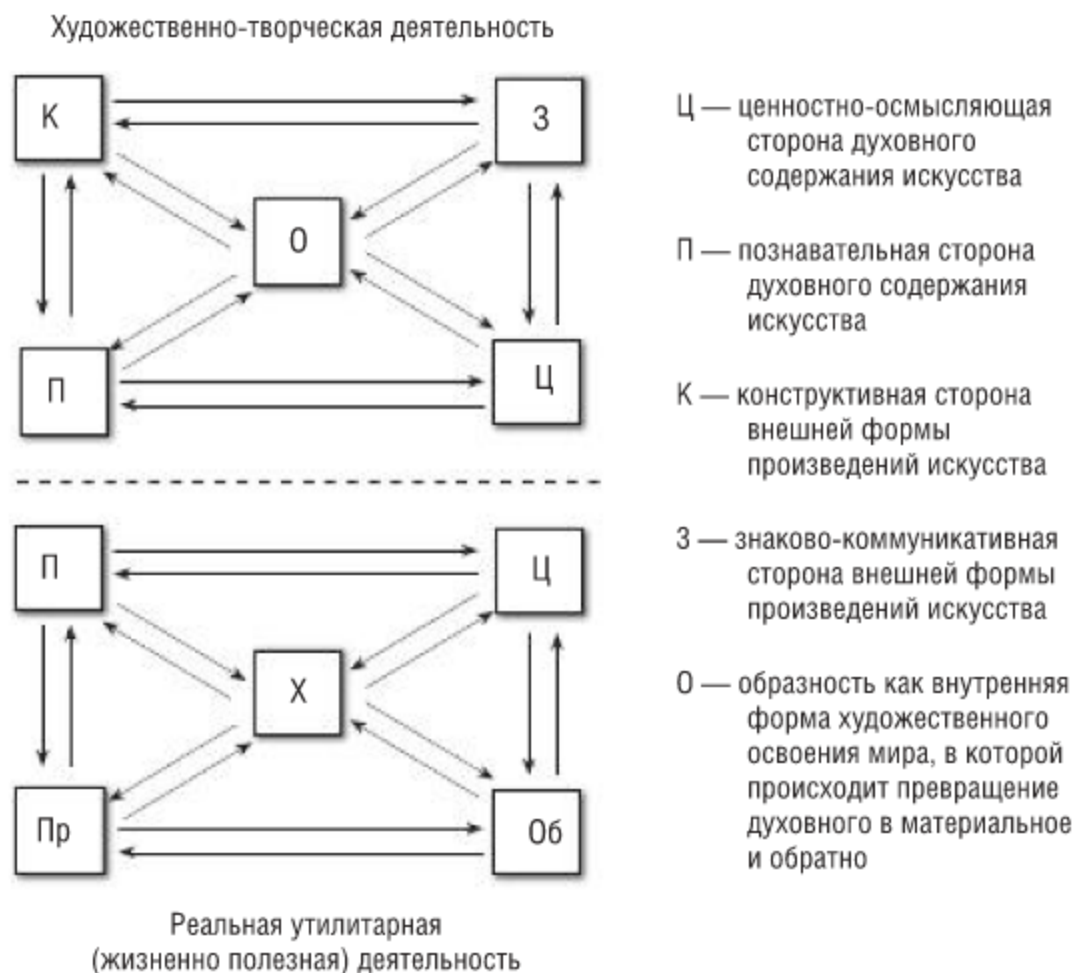 Художественно-творческая деятельность
К
З
О
П
Ц
П
Ц
Х
Пр
Об
Реальная утилитарная
(жизненно полезная) деятельность
Ц — ценностно-осмысляющая
сторона духовного
содержания искусства
П — познавательная сторона
духовного содержания
искусства
К — конструктивная сторона
внешней формы
произведений искусства
З — знаково-коммуникативная
сторона внешней формы
произведений искусства
О — образность как внутренняя
форма художественного
освоения мира, в которой
происходит превращение
духовного в материальное
и обратно